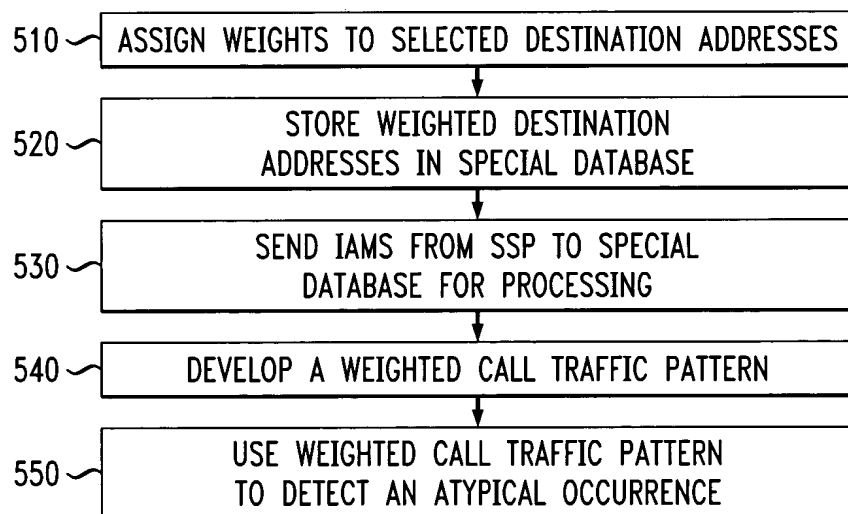 510 ASSIGN WEIGHTS TO SELECTED DESTINATION ADDRESSES
520 STORE WEIGHTED DESTINATION
ADDRESSES IN SPECIAL DATABASE
530 SEND IAMS FROM SSP TO SPECIAL
DATABASE FOR PROCESSING
540 DEVELOP A WEIGHTED CALL TRAFFIC PATTERN
550 USE WEIGHTED CALL TRAFFIC PATTERN
TO DETECT AN ATYPICAL OCCURRENCE